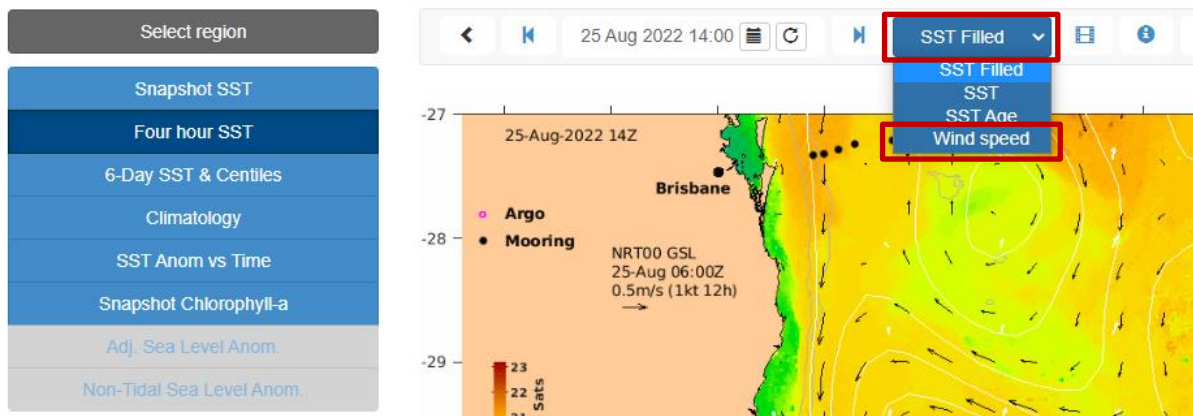 Select region
Snapshot SST
Four hour SST
6-Day SST & Centiles
Climatology
SST Anom vs Time
Snapshot Chlorophyll-a
Adj. Sea Level Anom.
Non-Tidal Sea Level Anom.
25 Aug 2022 14:00
SST Filled
SST Filled
SST
SST Age
Wind speed
-27
25-Aug-2022 14Z
Brisbane
Argo
Mooring
-28
NRT00 GSL
25-Aug 06:00Z
0.5m/s (1kt 12h)
-29
23
22
21
Sats